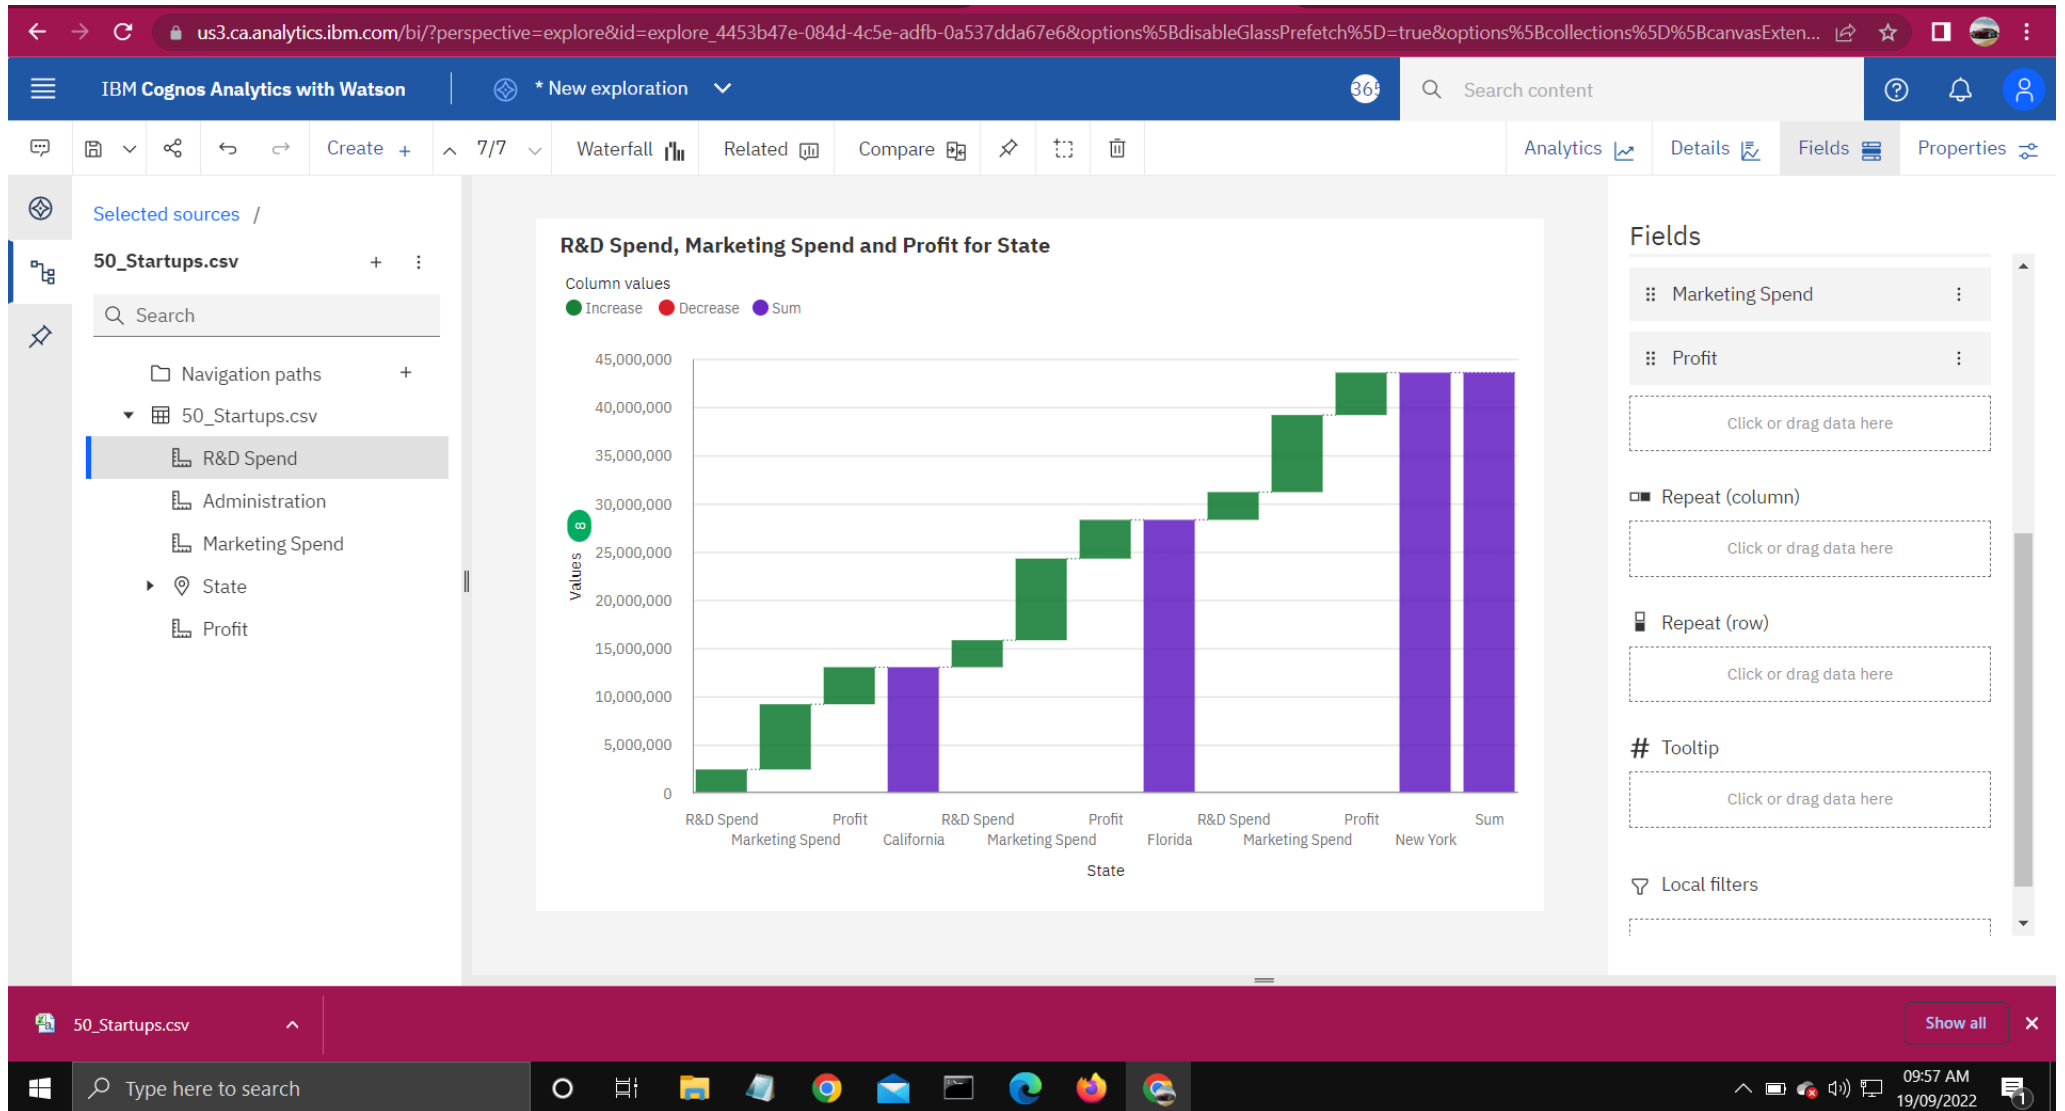 us3.ca.analytics.ibm.com/bi/?perspective=explore&id=explore_4453b47e-084d-4c5e-adfb-0a537dda67e6&options%5BdisableGlassPrefetch%5D=true&options%5Bcollections%5D%5BcanvasExten...
IBM Cognos Analytics with Watson
* New exploration
Search content
Create +
7/7
Waterfall
Related
Compare
Analytics
Details
Fields
Properties
Selected sources /
50_Startups.csv
Search
Navigation paths
50_Startups.csv
R&D Spend
Administration
Marketing Spend
State
Profit
R&D Spend, Marketing Spend and Profit for State
Column values
Increase Decrease Sum
45,000,000
40,000,000
35,000,000
30,000,000
25,000,000
20,000,000
15,000,000
10,000,000
5,000,000
0
Values
R&D Spend Profit R&D Spend Profit R&D Spend Profit Sum
Marketing Spend California Marketing Spend Florida Marketing Spend New York
State
Fields
Marketing Spend
Profit
Click or drag data here
Repeat (column)
Click or drag data here
Repeat (row)
Click or drag data here
# Tooltip
Click or drag data here
Local filters
50_Startups.csv
Show all
Type here to search
09:57 AM
19/09/2022
1